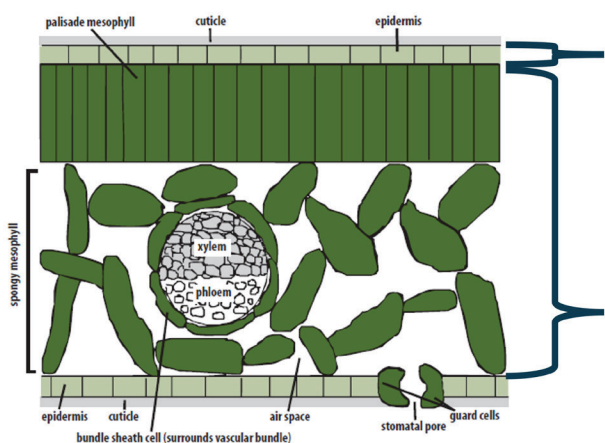 cuticle
epidermis
palisade mesophyll
spongy mesophyll
xylem
phloem
epidermis
cuticle
air space
guard cells
stomatal pore
bundle sheath cell (surrounds vascular bundle)